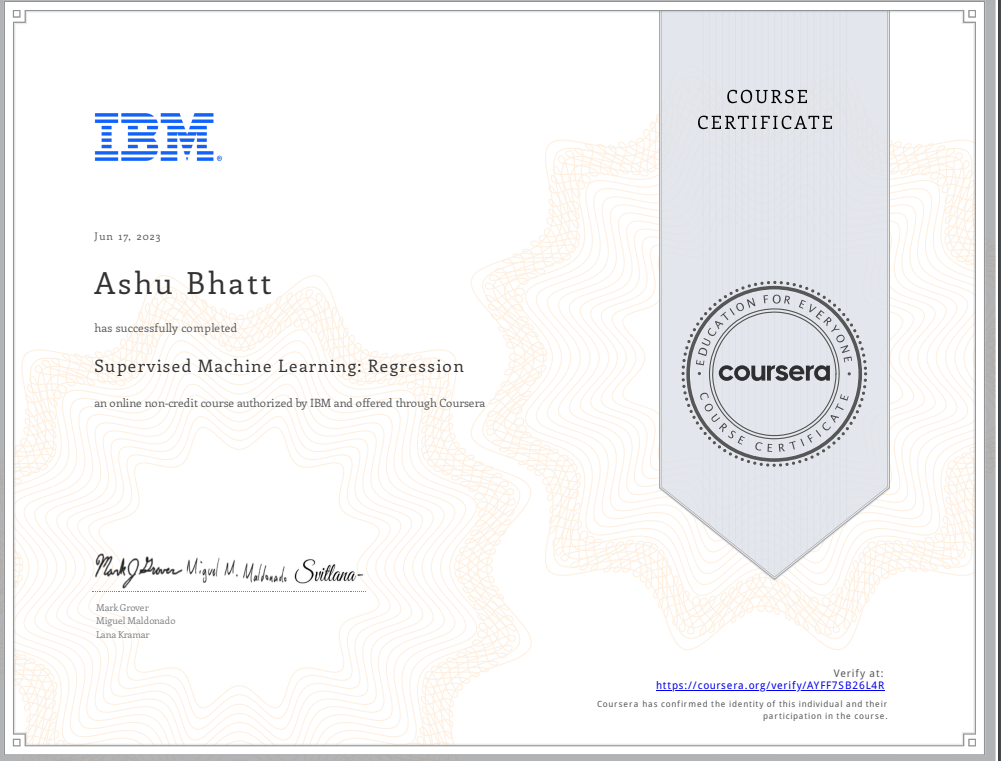 COURSE
CERTIFICATE
IBM®
Jun 17, 2023
Ashu Bhatt
has successfully completed
Supervised Machine Learning: Regression
an online non-credit course authorized by IBM and offered through Coursera
EDUCATION FOR EVERYONE
coursera
COURSE CERTIFICATE
Mark J Grover Miguel M. Maldonado Svitlana
Mark Grover
Miguel Maldonado
Lana Kramar
Verify at:
https://coursera.org/verify/AYFF7SB26L4R
Coursera has confirmed the identity of this individual and their
participation in the course.